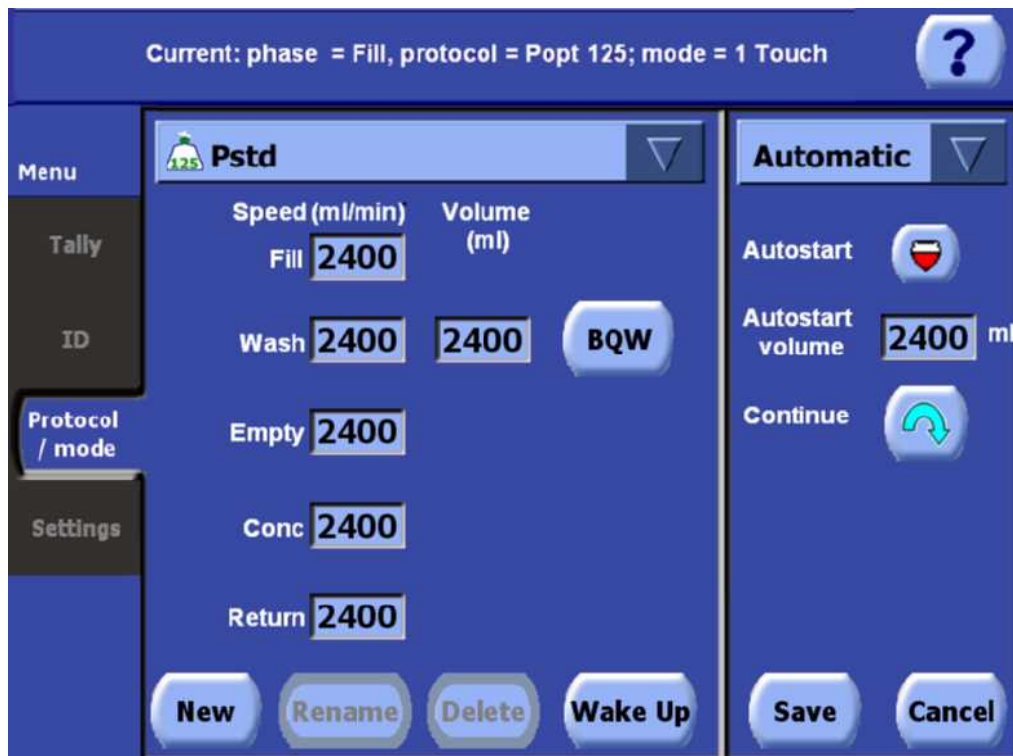 Current: phase = Fill, protocol = Popt 125; mode = 1 Touch
?
Menu
Tally
ID
Protocol
/ mode
Settings
125 Pstd
Speed (ml/min)
Volume
(ml)
Fill 2400
Wash 2400 2400 BQW
Empty 2400
Conc 2400
Return 2400
New Rename Delete Wake Up
Automatic
Autostart
Autostart
volume 2400 ml
Continue
Save Cancel